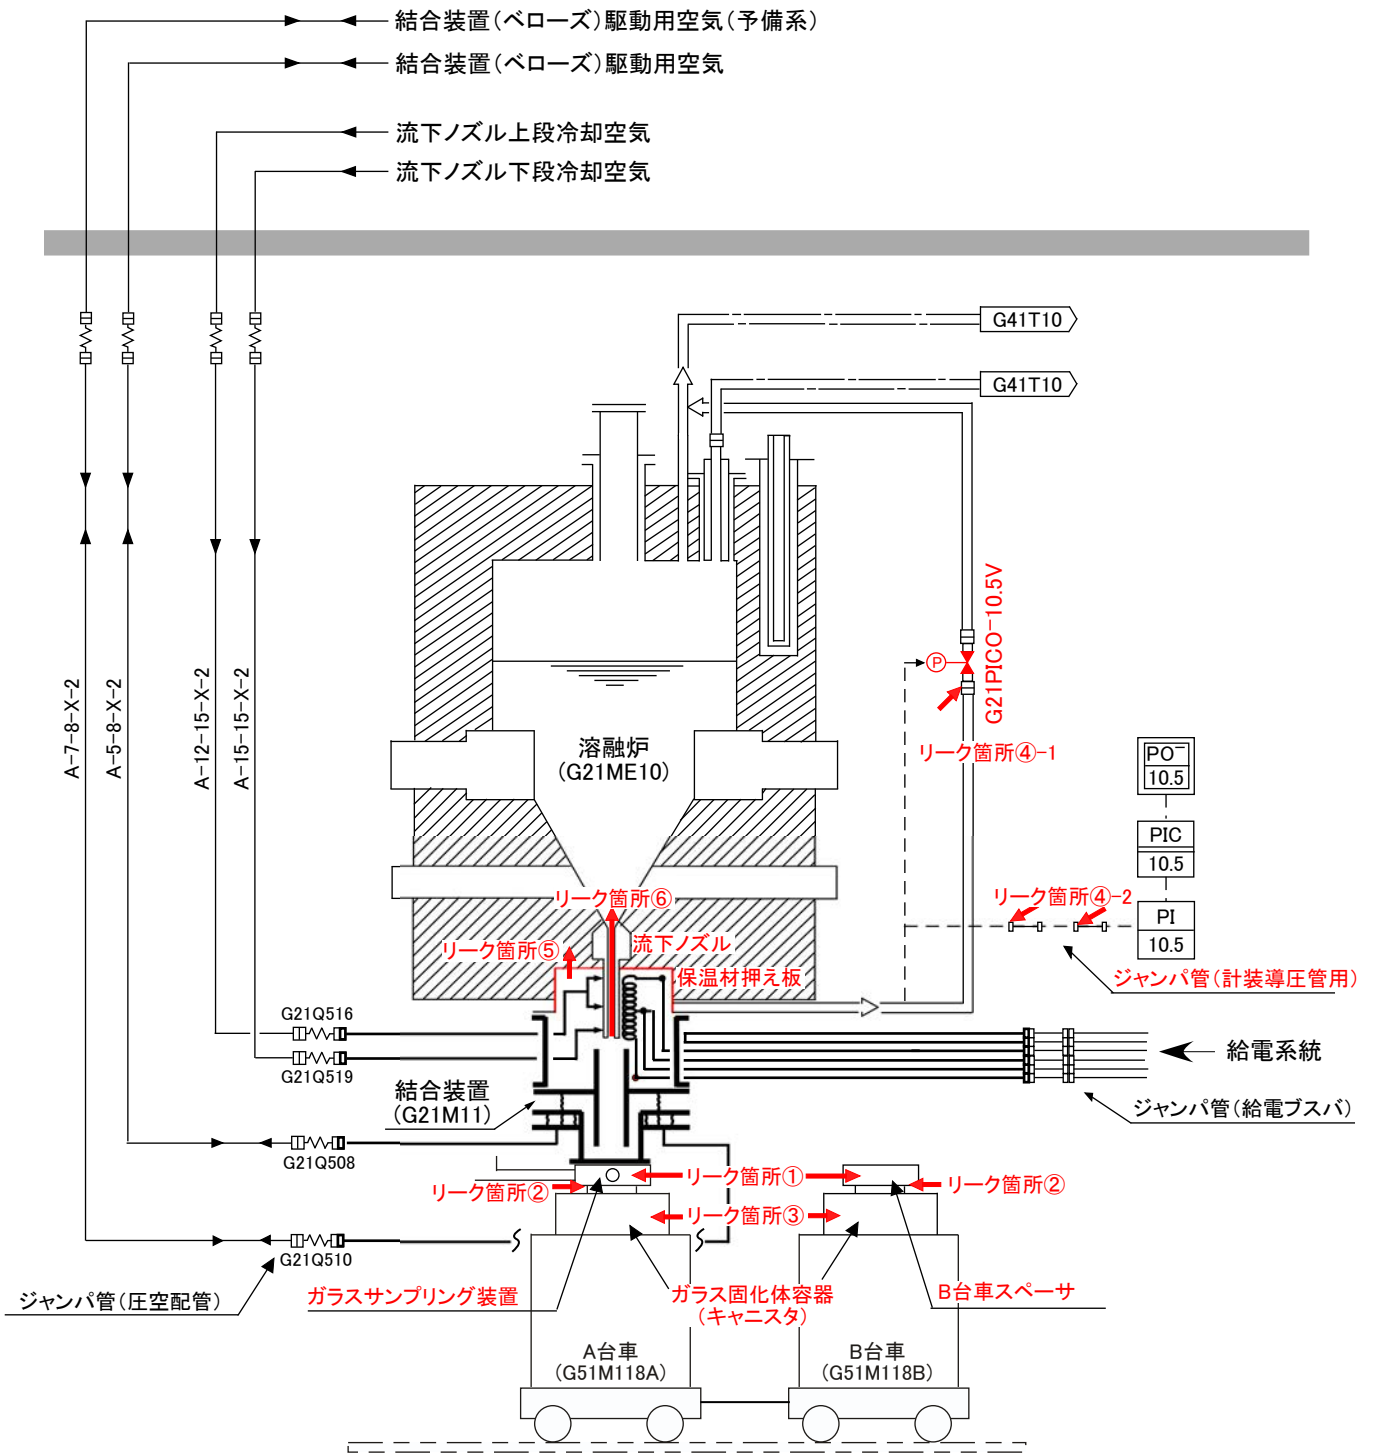 結合装置(ベローズ)駆動用空気(予備系)
結合装置(ベローズ)駆動用空気
流下ノズル上段冷却空気
流下ノズル下段冷却空気
G41T10
G41T10
G21PICO-10.5V
P
A-7-8-X-2
A-5-8-X-2
A-12-15-X-2
A-15-15-X-2
溶融炉
(G21ME10)
リーク箇所④-1
PO-
10.5
PIC
10.5
リーク箇所⑥
リーク箇所④-2
PI
10.5
流下ノズル
リーク箇所⑤
保温材押え板
ジャンパ管(計装導圧管用)
G21Q516
G21Q519
給電系統
結合装置
(G21M11)
ジャンパ管(給電ブスバ)
G21Q508
リーク箇所①
リーク箇所②
リーク箇所②
リーク箇所③
G21Q510
ジャンパ管(圧空配管)
ガラスサンプリング装置
ガラス固化体容器
(キャニスタ)
B台車スペーサ
A台車
(G51M118A)
B台車
(G51M118B)